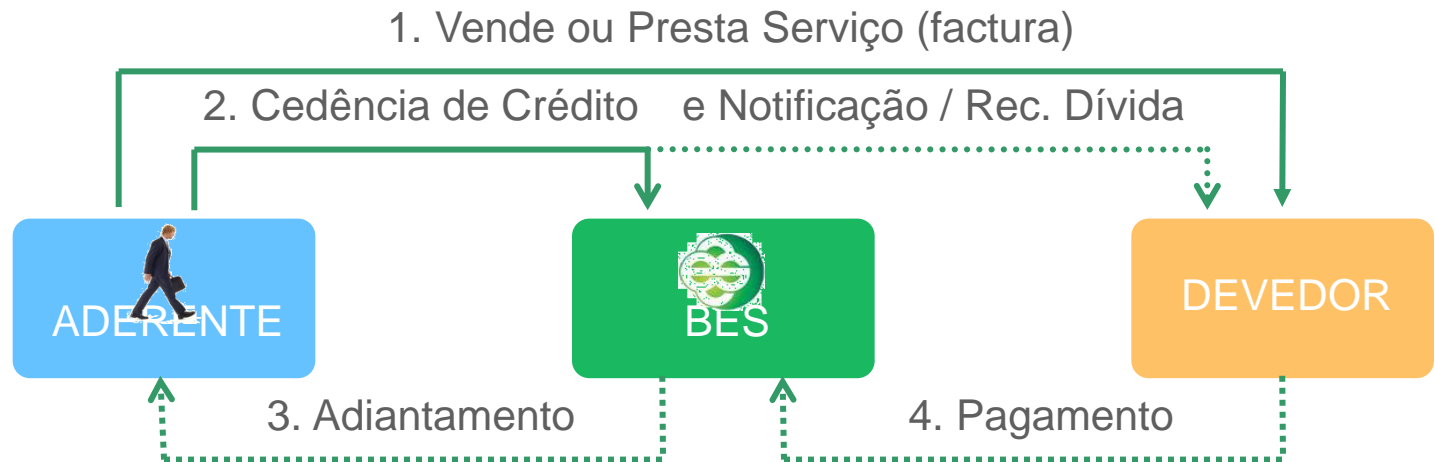 1. Vende ou Presta Serviço (factura)
2. Cedência de Crédito e Notificação / Rec. Dívida
ADERENTE
BES
DEVEDOR
3. Adiantamento
4. Pagamento